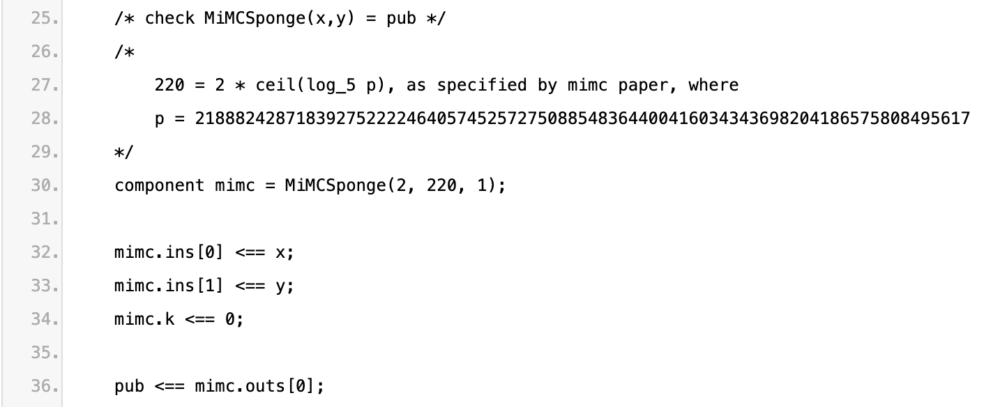 25. /* check MiMCSponge(x,y) = pub */
26. /*
27. 220 = 2 * ceil(log_5 p), as specified by mimc paper, where
28. p = 21888242871839275222246405745257275088548364400416034343698204186575808495617
29. */
30. component mimc = MiMCSponge(2, 220, 1);
31.
32. mimc.ins[0] <== x;
33. mimc.ins[1] <== y;
34. mimc.k <== 0;
35.
36. pub <== mimc.outs[0];